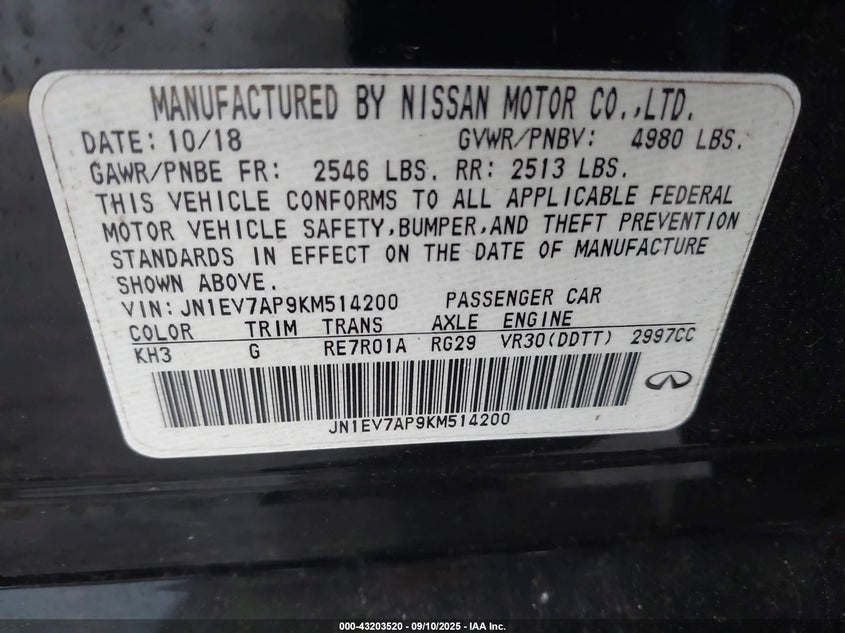 MANUFACTURED BY NISSAN MOTOR CO.,LTD.
DATE: 10/18 GVWR/PNBV: 4980 LBS.
GAWR/PNBE FR: 2546 LBS. RR: 2513 LBS.
THIS VEHICLE CONFORMS TO ALL APPLICABLE FEDERAL
MOTOR VEHICLE SAFETY,BUMPER,AND THEFT PREVENTION
STANDARDS IN EFFECT ON THE DATE OF MANUFACTURE
SHOWN ABOVE.
VIN:JN1EV7AP9KM514200 PASSENGER CAR
COLOR TRIM TRANS AXLE ENGINE
KH3 G RE7R01A RG29 VR30(DDTT) 2997CC
JN1EV7AP9KM514200
000-43203520 - 09/10/2025 - IAA Inc.